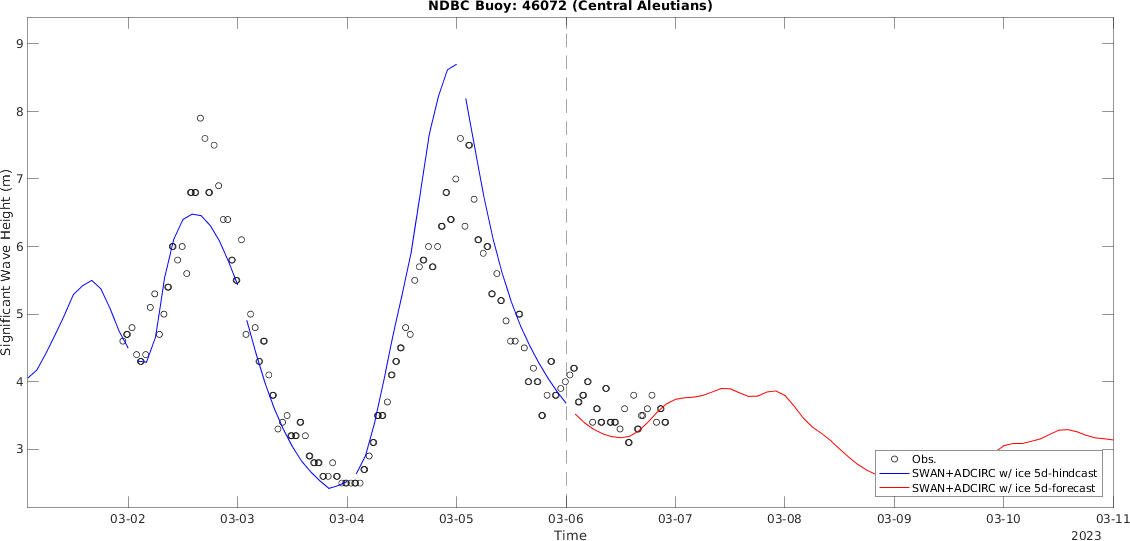 NDBC Buoy: 46072 (Central Aleutians)
Significant Wave Height (m)
9
8
7
6
5
4
3
Obs.
SWAN+ADCIRC w/ ice 5d-hindcast
SWAN+ADCIRC w/ ice 5d-forecast
03-02 03-03 03-04 03-05 03-06 03-07 03-08 03-09 03-10 03-11
Time
2023